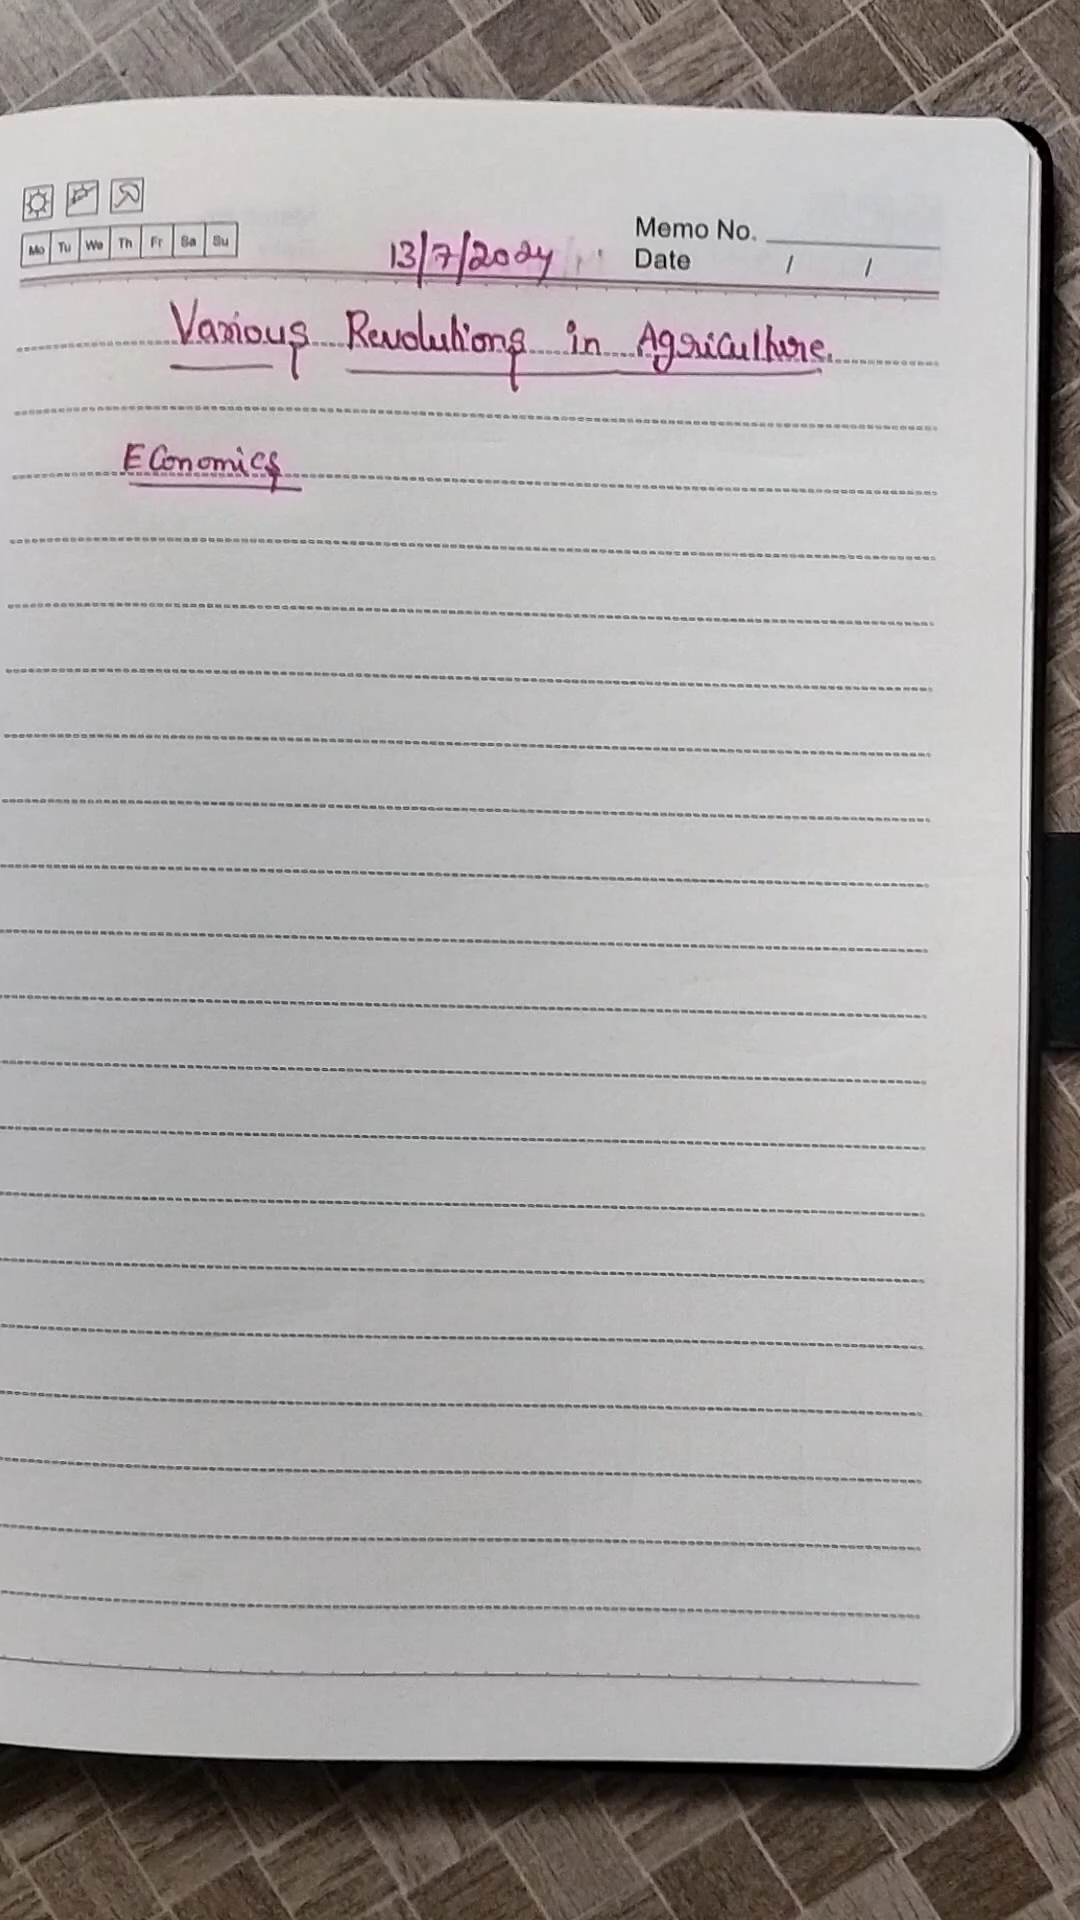 Mo Tu We Th Fr Sa Su
Memo No.
13/7/2024
Date / /
Various Revolutions in Agriculture.
Economics